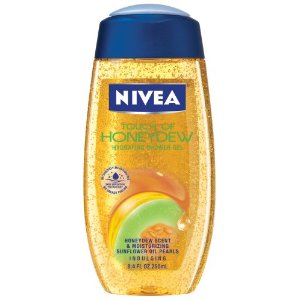 NIVEA
TOUCH OF
HONEYDEW
HYDRATING SHOWER GEL
HONEYDEW SCENT
& MOISTURIZING
SUNFLOWER OIL PEARLS
INDULGING
8.4 FL OZ 250ML